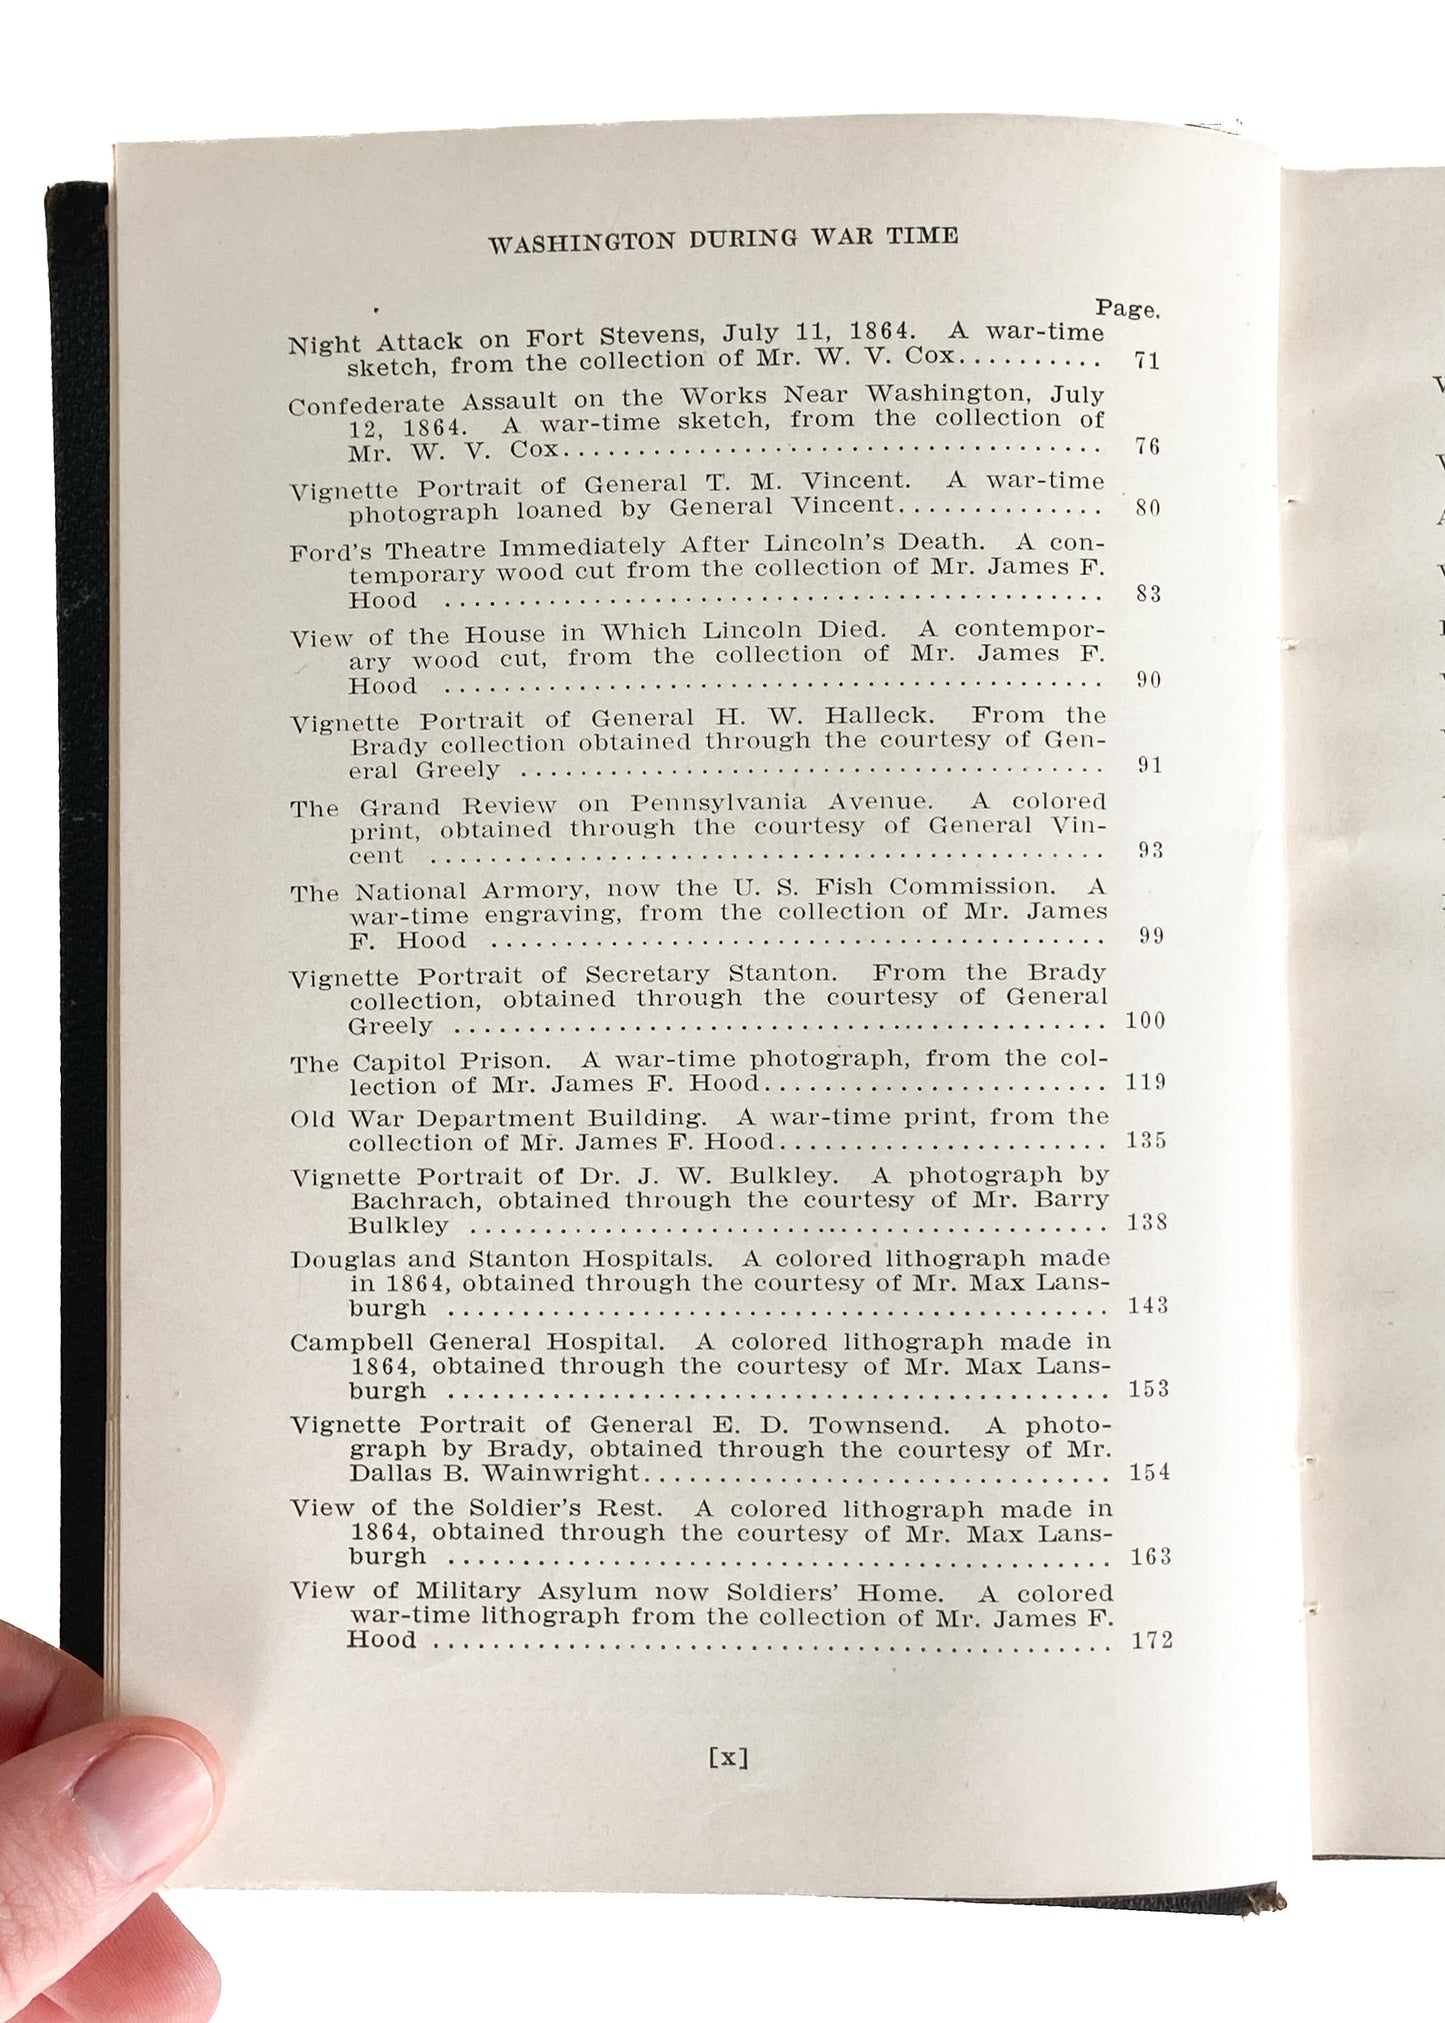 WASHINGTON DURING WAR TIME
Page.
Night Attack on Fort Stevens, July 11, 1864. A war-time
sketch, from the collection of Mr. W. V. Cox.......... 71
Confederate Assault on the Works Near Washington, July
12, 1864. A war-time sketch, from the collection of
Mr. W. V. Cox.................................... 76
Vignette Portrait of General T. M. Vincent. A war-time
photograph loaned by General Vincent.............. 80
Ford's Theatre Immediately After Lincoln's Death. A con-
temporary wood cut from the collection of Mr. James F.
Hood ............................................ 83
View of the House in Which Lincoln Died. A contempor-
ary wood cut, from the collection of Mr. James F.
Hood ............................................ 90
Vignette Portrait of General H. W. Halleck. From the
Brady collection obtained through the courtesy of Gen-
eral Greely ....................................... 91
The Grand Review on Pennsylvania Avenue. A colored
print, obtained through the courtesy of General Vin-
cent ............................................. 93
The National Armory, now the U. S. Fish Commission. A
war-time engraving, from the collection of Mr. James
F. Hood ......................................... 99
Vignette Portrait of Secretary Stanton. From the Brady
collection, obtained through the courtesy of General
Greely ............................................ 100
The Capitol Prison. A war-time photograph, from the col-
lection of Mr. James F. Hood....................... 119
Old War Department Building. A war-time print, from the
collection of Mr. James F. Hood...................... 135
Vignette Portrait of Dr. J. W. Bulkley. A photograph by
Bachrach, obtained through the courtesy of Mr. Barry
Bulkley ........................................... 138
Douglas and Stanton Hospitals. A colored lithograph made
in 1864, obtained through the courtesy of Mr. Max Lans-
burgh ............................................ 143
Campbell General Hospital. A colored lithograph made in
1864, obtained through the courtesy of Mr. Max Lans-
burgh ............................................ 153
Vignette Portrait of General E. D. Townsend. A photo-
graph by Brady, obtained through the courtesy of Mr.
Dallas B. Wainwright............................... 154
View of the Soldier's Rest. A colored lithograph made in
1864, obtained through the courtesy of Mr. Max Lans-
burgh ............................................ 163
View of Military Asylum now Soldiers' Home. A colored
war-time lithograph from the collection of Mr. James F.
Hood ............................................. 172
[x]